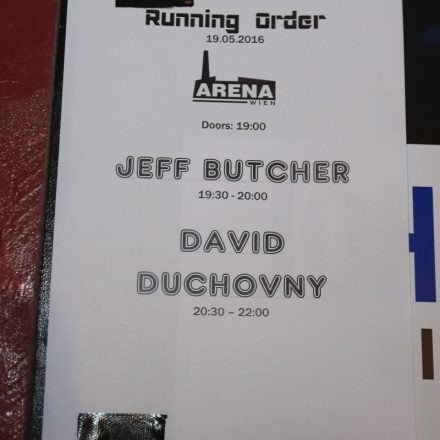 Running Order
19.05.2016
ARENA
WIEN
Doors: 19:00
JEFF BUTCHER
19:30 - 20:00
DAVID
DUCHOVNY
20:30 – 22:00